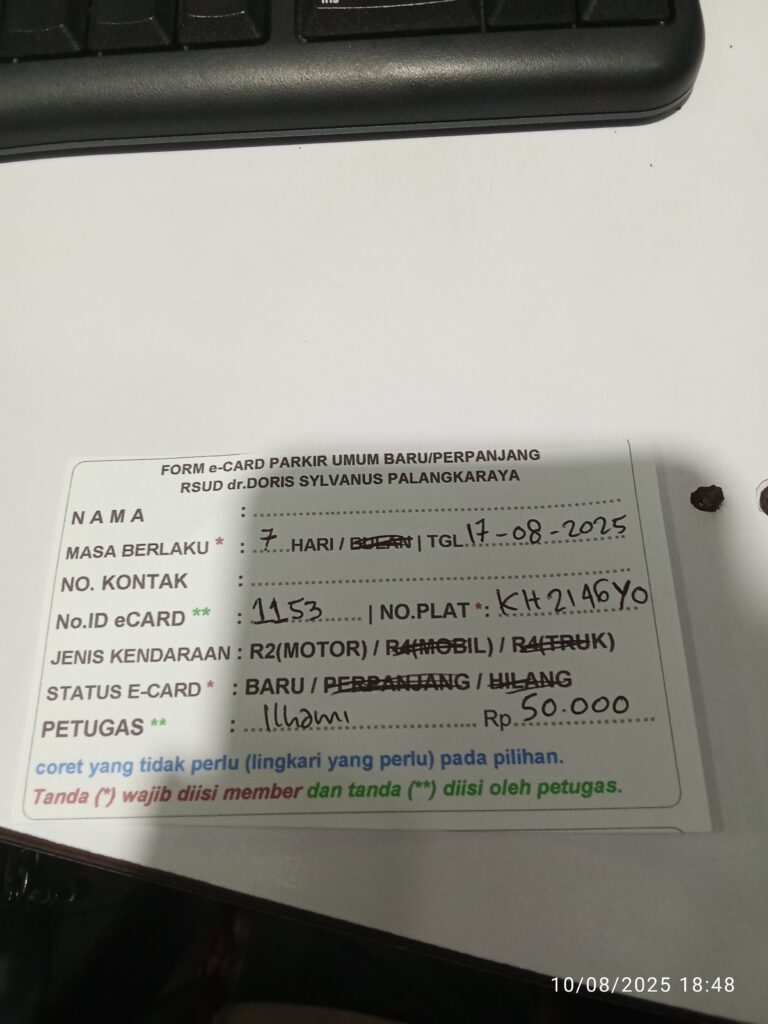 Ins
FORM e-CARD PARKIR UMUM BARU/PERPANJANG
RSUD dr.DORIS SYLVANUS PALANGKARAYA
NAMA :
MASA BERLAKU * : 7 HARI / BULAN | TGL 17-08-2025
NO. KONTAK :
No.ID eCARD ** : 1153 | NO.PLAT *: KH2146YO
JENIS KENDARAAN : R2(MOTOR) / R4(MOBIL) / R4(TRUK)
STATUS E-CARD * : BARU / PERPANJANG / HILANG
PETUGAS ** : Ilhami Rp. 50.000
coret yang tidak perlu (lingkari yang perlu) pada pilihan.
Tanda (*) wajib diisi member dan tanda (**) diisi oleh petugas.
10/08/2025 18:48